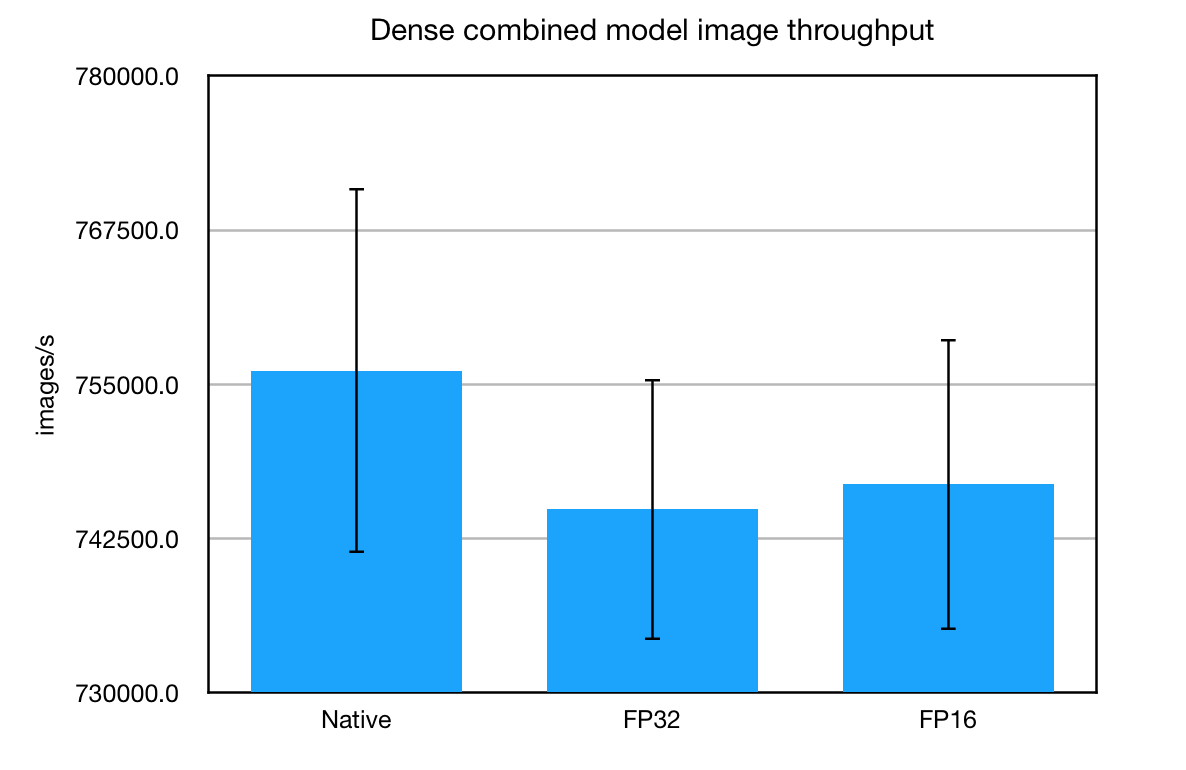 Dense combined model image throughput
780000.0
767500.0
755000.0
742500.0
730000.0
images/s
Native
FP32
FP16